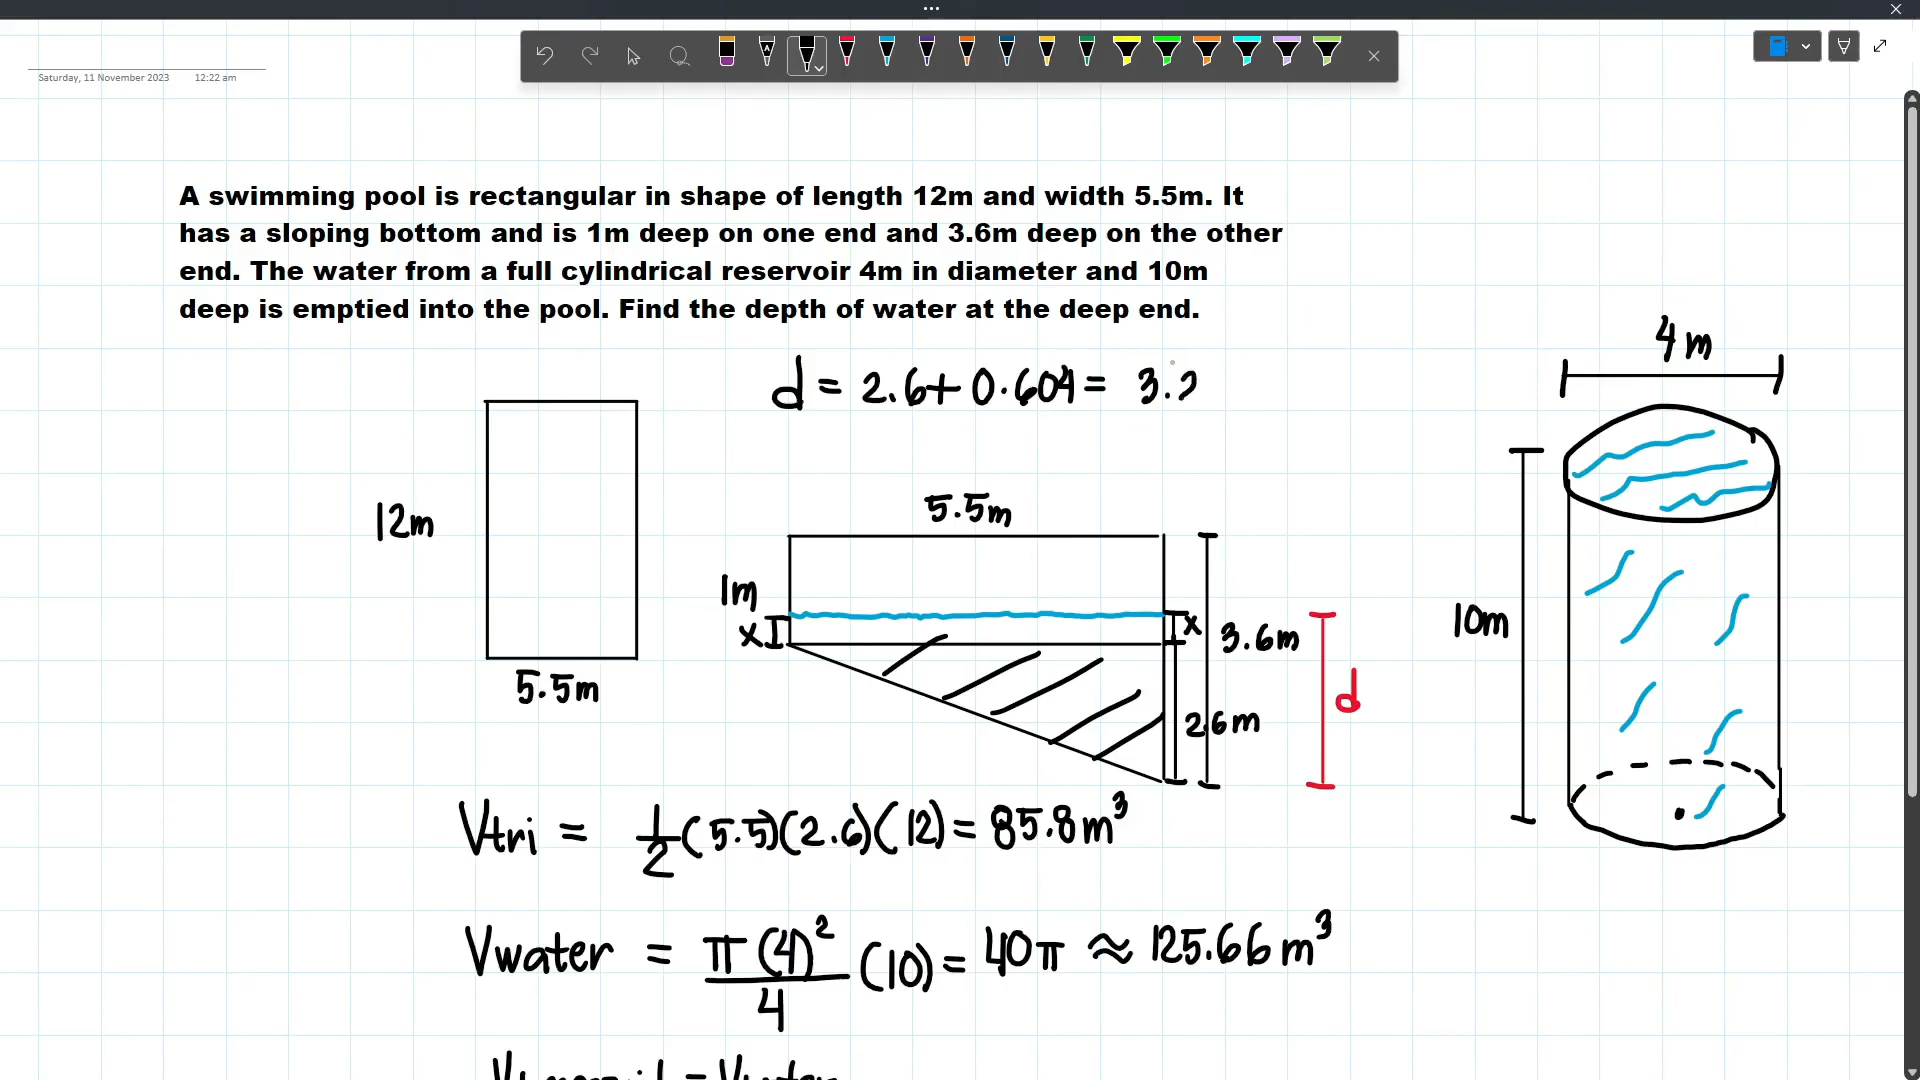 Saturday, 11 November 2023 12:22 am
A swimming pool is rectangular in shape of length 12m and width 5.5m. It
has a sloping bottom and is 1m deep on one end and 3.6m deep on the other
end. The water from a full cylindrical reservoir 4m in diameter and 10m
deep is emptied into the pool. Find the depth of water at the deep end.
d = 2.6+0.604= 3.2
4m
12m
5.5m
5.5m
1m
x
x
3.6m
2.6m
d
10m
Vtri = 1/2 (5.5)(2.6)(12) = 85.8m³
Vwater = π(4)²/4 (10) = 40π ≈ 125.66m³